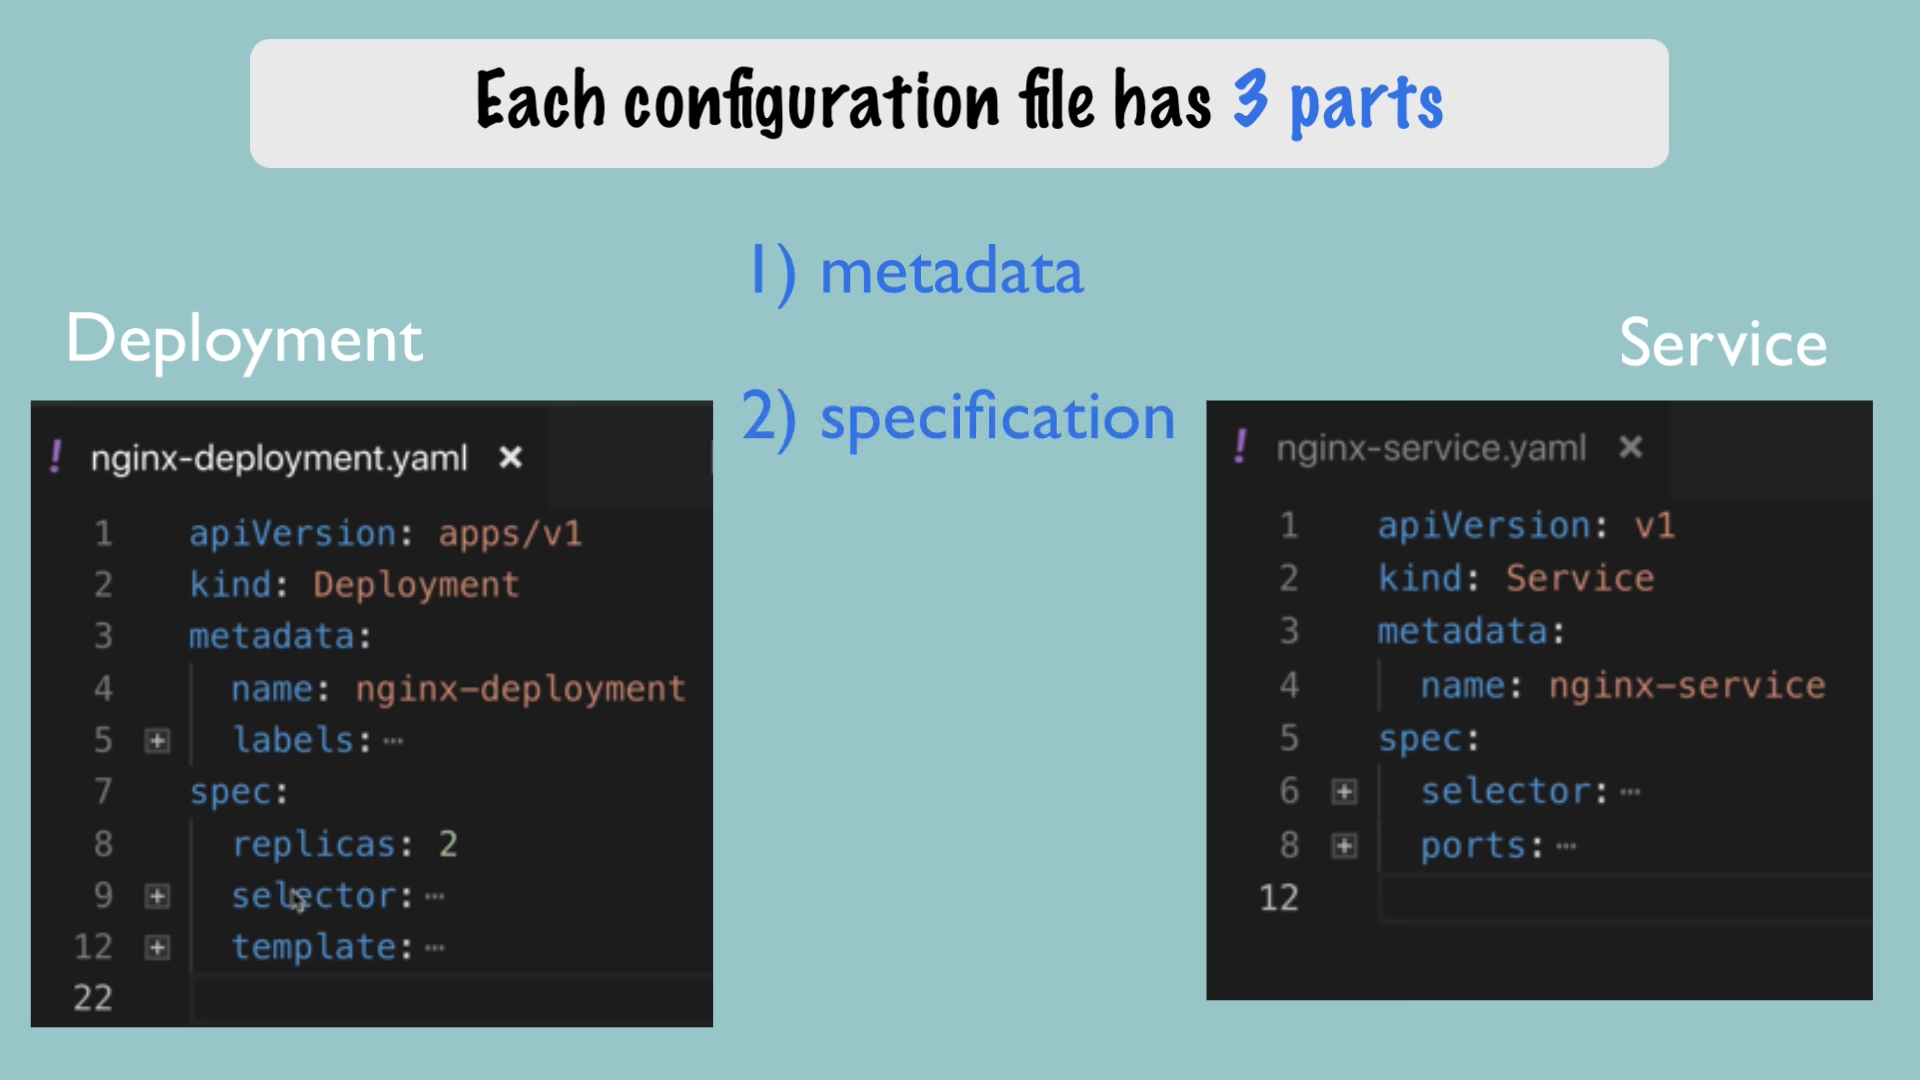 Each configuration file has 3 parts
1) metadata
2) specification
Deployment
! nginx-deployment.yaml ×
1 apiVersion: apps/v1
2 kind: Deployment
3 metadata:
4 name: nginx-deployment
5 + labels:⋯
7 spec:
8 replicas: 2
9 + selector:⋯
12 + template:⋯
22
Service
! nginx-service.yaml ×
1 apiVersion: v1
2 kind: Service
3 metadata:
4 name: nginx-service
5 spec:
6 + selector:⋯
8 + ports:⋯
12